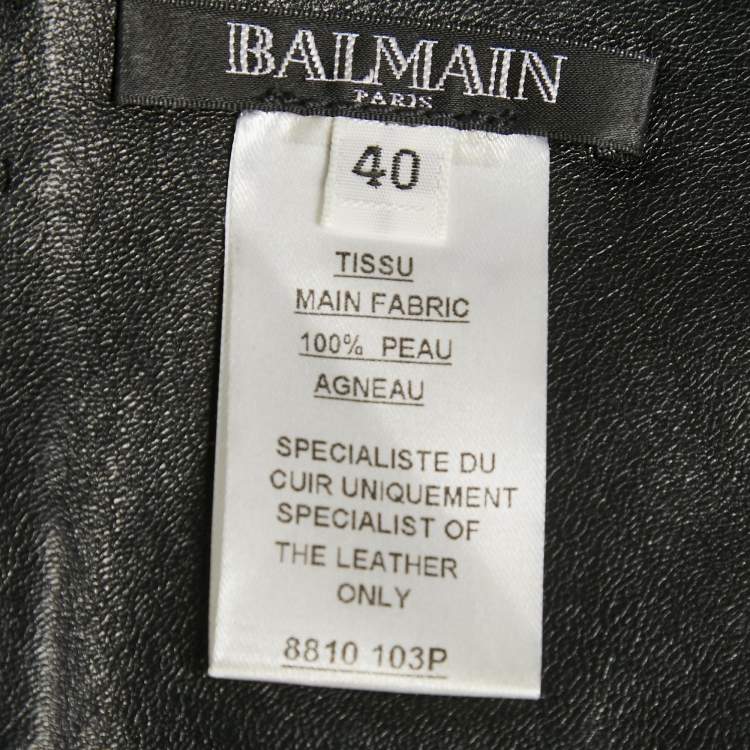 BALMAIN
PARIS
40
TISSU
MAIN FABRIC
100% PEAU
AGNEAU
SPECIALISTE DU
CUIR UNIQUEMENT
SPECIALIST OF
THE LEATHER
ONLY
8810 103P